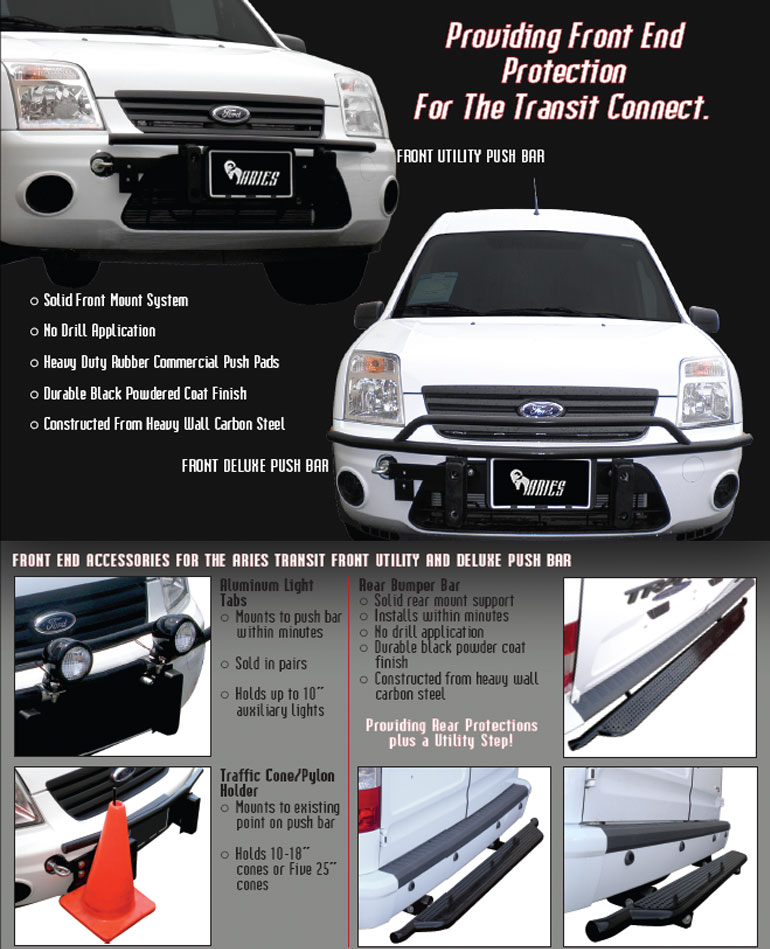 Providing Front End
Protection
For The Transit Connect.
Ford
ARIES
FRONT UTILITY PUSH BAR
○ Solid Front Mount System
○ No Drill Application
○ Heavy Duty Rubber Commercial Push Pads
○ Durable Black Powdered Coat Finish
○ Constructed From Heavy Wall Carbon Steel
Ford
ARIES
FRONT DELUXE PUSH BAR
FRONT END ACCESSORIES FOR THE ARIES TRANSIT FRONT UTILITY AND DELUXE PUSH BAR
Ford
Aluminum Light
Tabs
○ Mounts to push bar
within minutes
○ Sold in pairs
○ Holds up to 10"
auxiliary lights
Rear Bumper Bar
○ Solid rear mount support
○ Installs within minutes
○ No drill application
○ Durable black powder coat
finish
○ Constructed from heavy wall
carbon steel
Providing Rear Protections
plus a Utility Step!
Traffic Cone/Pylon
Holder
○ Mounts to existing
point on push bar
○ Holds 10-18"
cones or Five 25"
cones